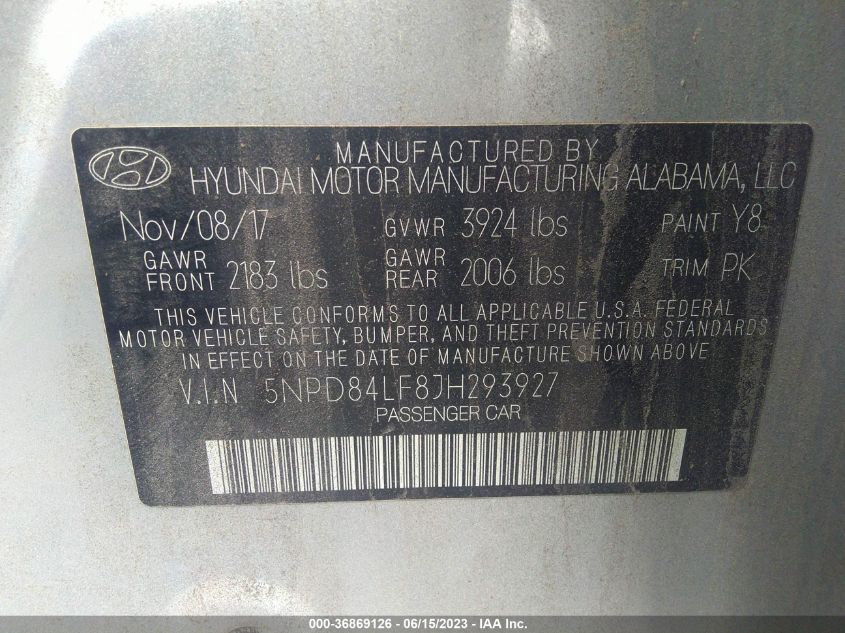 MANUFACTURED BY
HYUNDAI MOTOR MANUFACTURING ALABAMA, LLC
Nov/08/17 GVWR 3924 lbs PAINT Y8
GAWR FRONT 2183 lbs GAWR REAR 2006 lbs TRIM PK
THIS VEHICLE CONFORMS TO ALL APPLICABLE U.S.A. FEDERAL
MOTOR VEHICLE SAFETY, BUMPER, AND THEFT PREVENTION STANDARDS
IN EFFECT ON THE DATE OF MANUFACTURE SHOWN ABOVE
V.I.N 5NPD84LF8JH293927
PASSENGER CAR
000-36869126 - 06/15/2023 - IAA Inc.